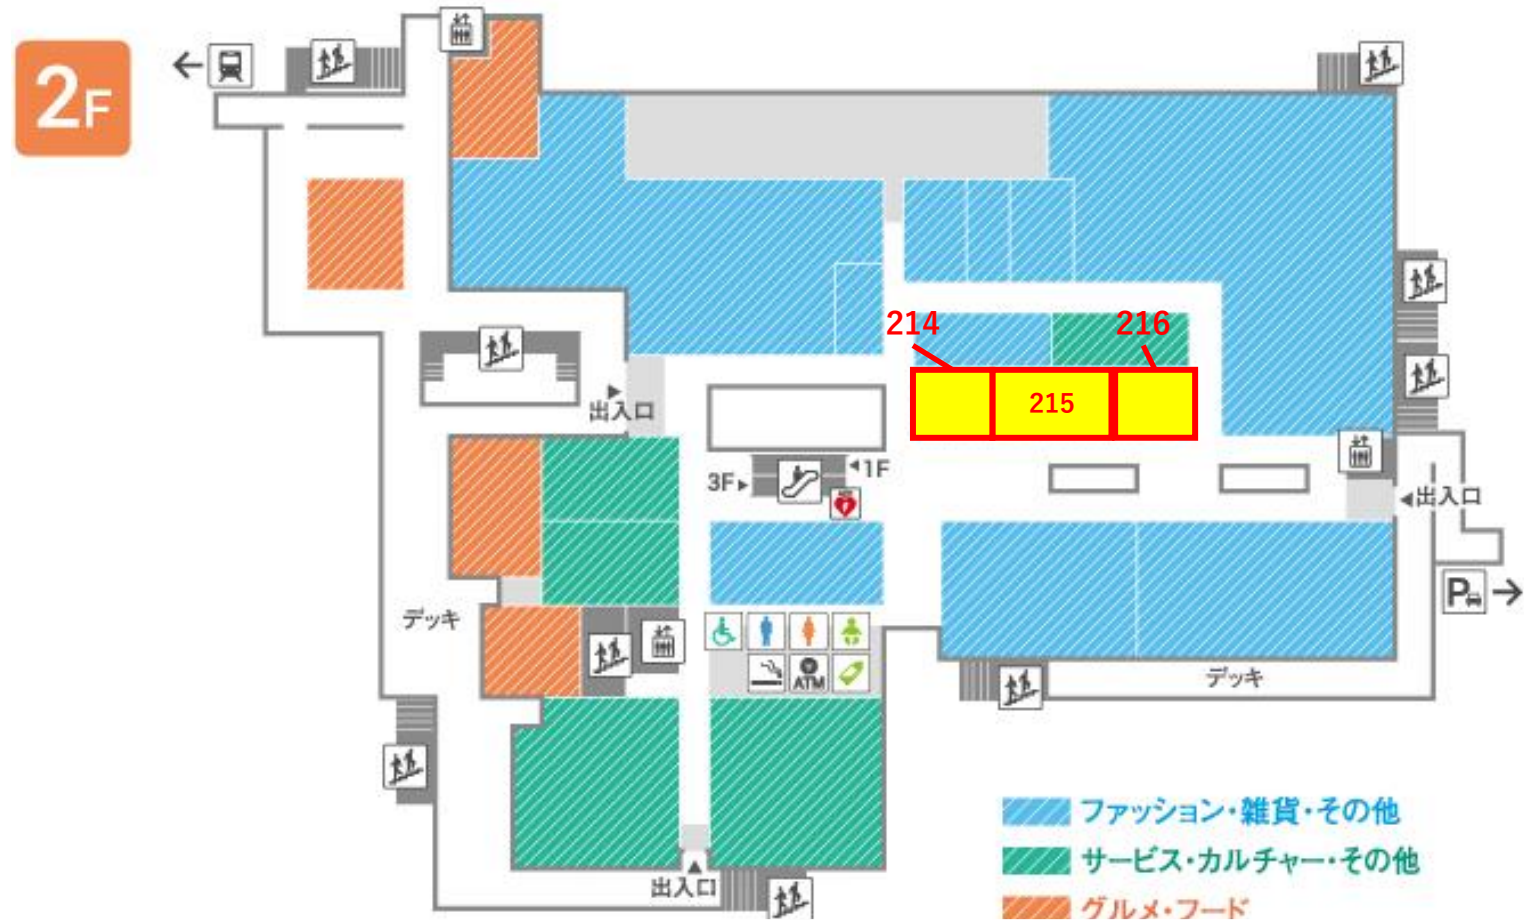 2F
214
216
215
出入口
3F
1F
出入口
デッキ
P
ATM
デッキ
ファッション・雑貨・その他
サービス・カルチャー・その他
出入口
グルメ・フード